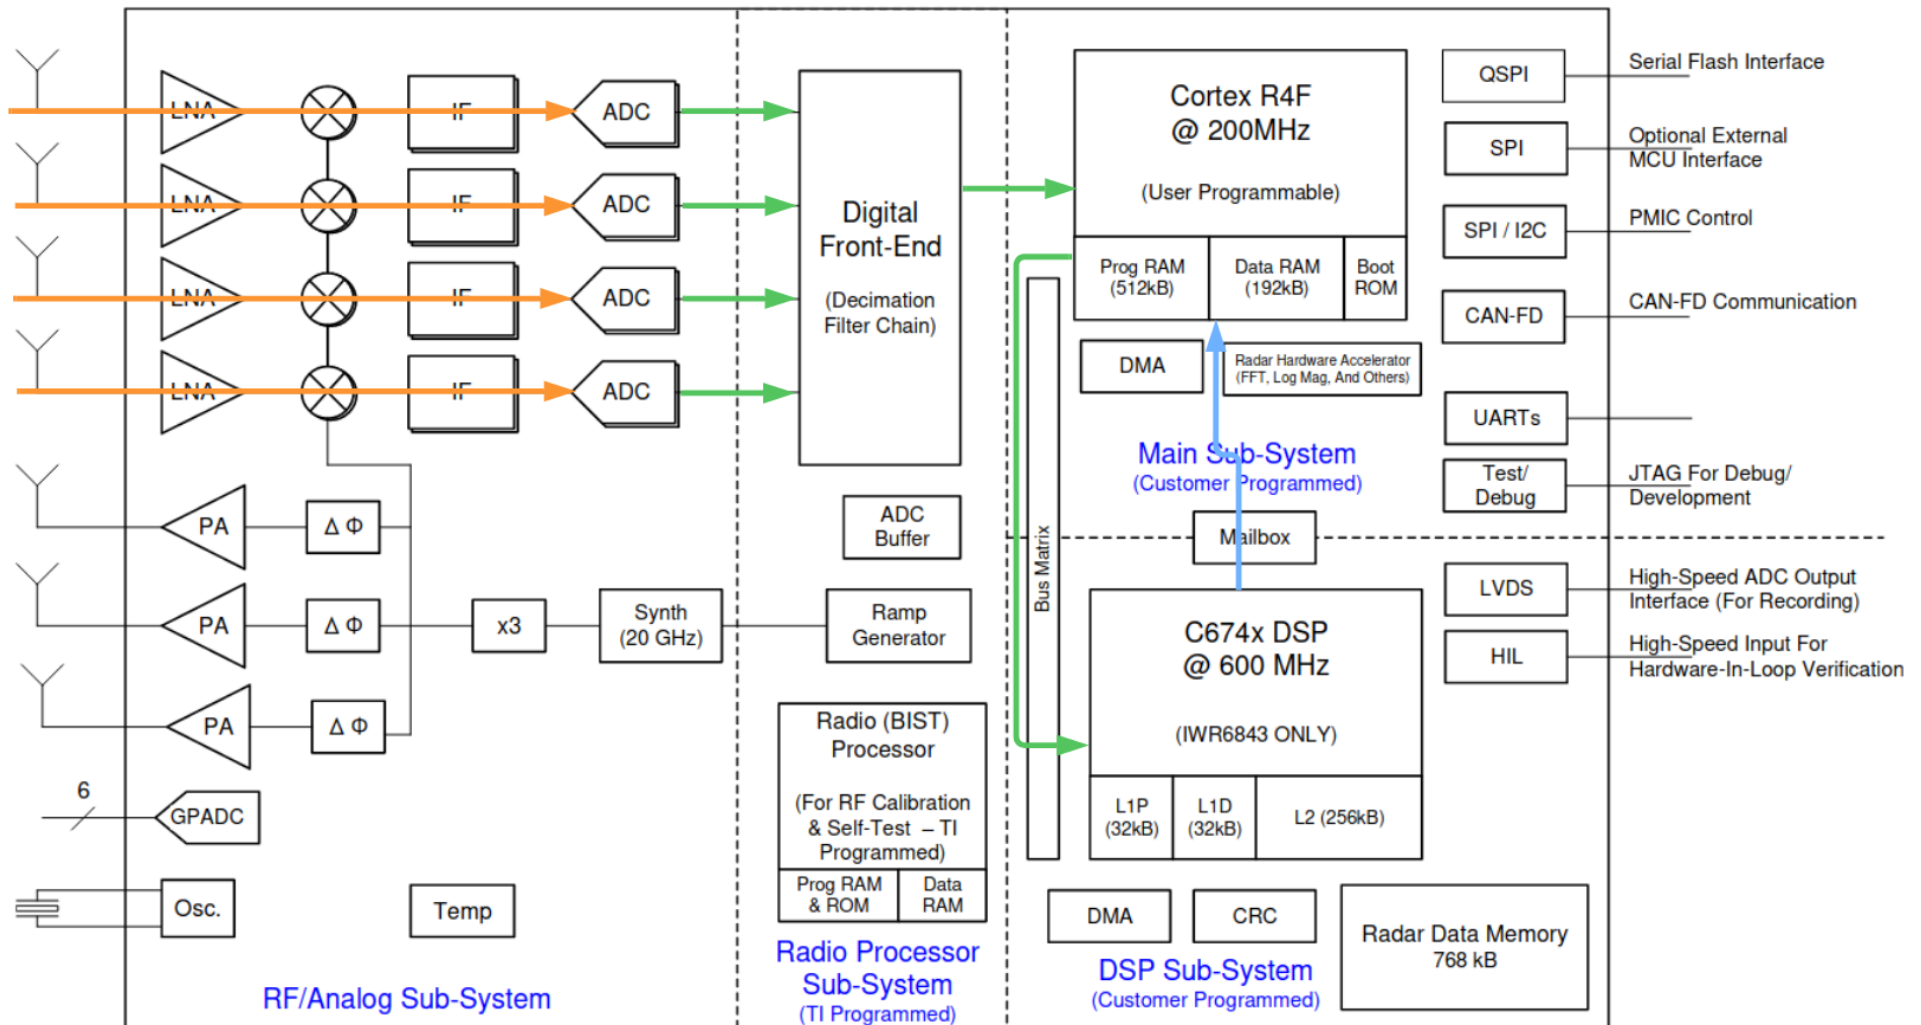 LNA
IF
ADC
LNA
IF
ADC
LNA
IF
ADC
LNA
IF
ADC
PA
Δ Φ
PA
Δ Φ
x3
Synth
(20 GHz)
PA
Δ Φ
6
GPADC
Osc.
Temp
RF/Analog Sub-System
Digital
Front-End
(Decimation
Filter Chain)
ADC
Buffer
Ramp
Generator
Radio (BIST)
Processor
(For RF Calibration
& Self-Test – TI
Programmed)
Prog RAM
& ROM
Data
RAM
Radio Processor
Sub-System
(TI Programmed)
Cortex R4F
@ 200MHz
(User Programmable)
Prog RAM
(512kB)
Data RAM
(192kB)
Boot
ROM
DMA
Radar Hardware Accelerator
(FFT, Log Mag, And Others)
Main Sub-System
(Customer Programmed)
Mailbox
Bus Matrix
C674x DSP
@ 600 MHz
(IWR6843 ONLY)
L1P
(32kB)
L1D
(32kB)
L2 (256kB)
DMA
CRC
DSP Sub-System
(Customer Programmed)
Radar Data Memory
768 kB
QSPI
Serial Flash Interface
SPI
Optional External
MCU Interface
SPI / I2C
PMIC Control
CAN-FD
CAN-FD Communication
UARTs
Test/
Debug
JTAG For Debug/
Development
LVDS
High-Speed ADC Output
Interface (For Recording)
HIL
High-Speed Input For
Hardware-In-Loop Verification